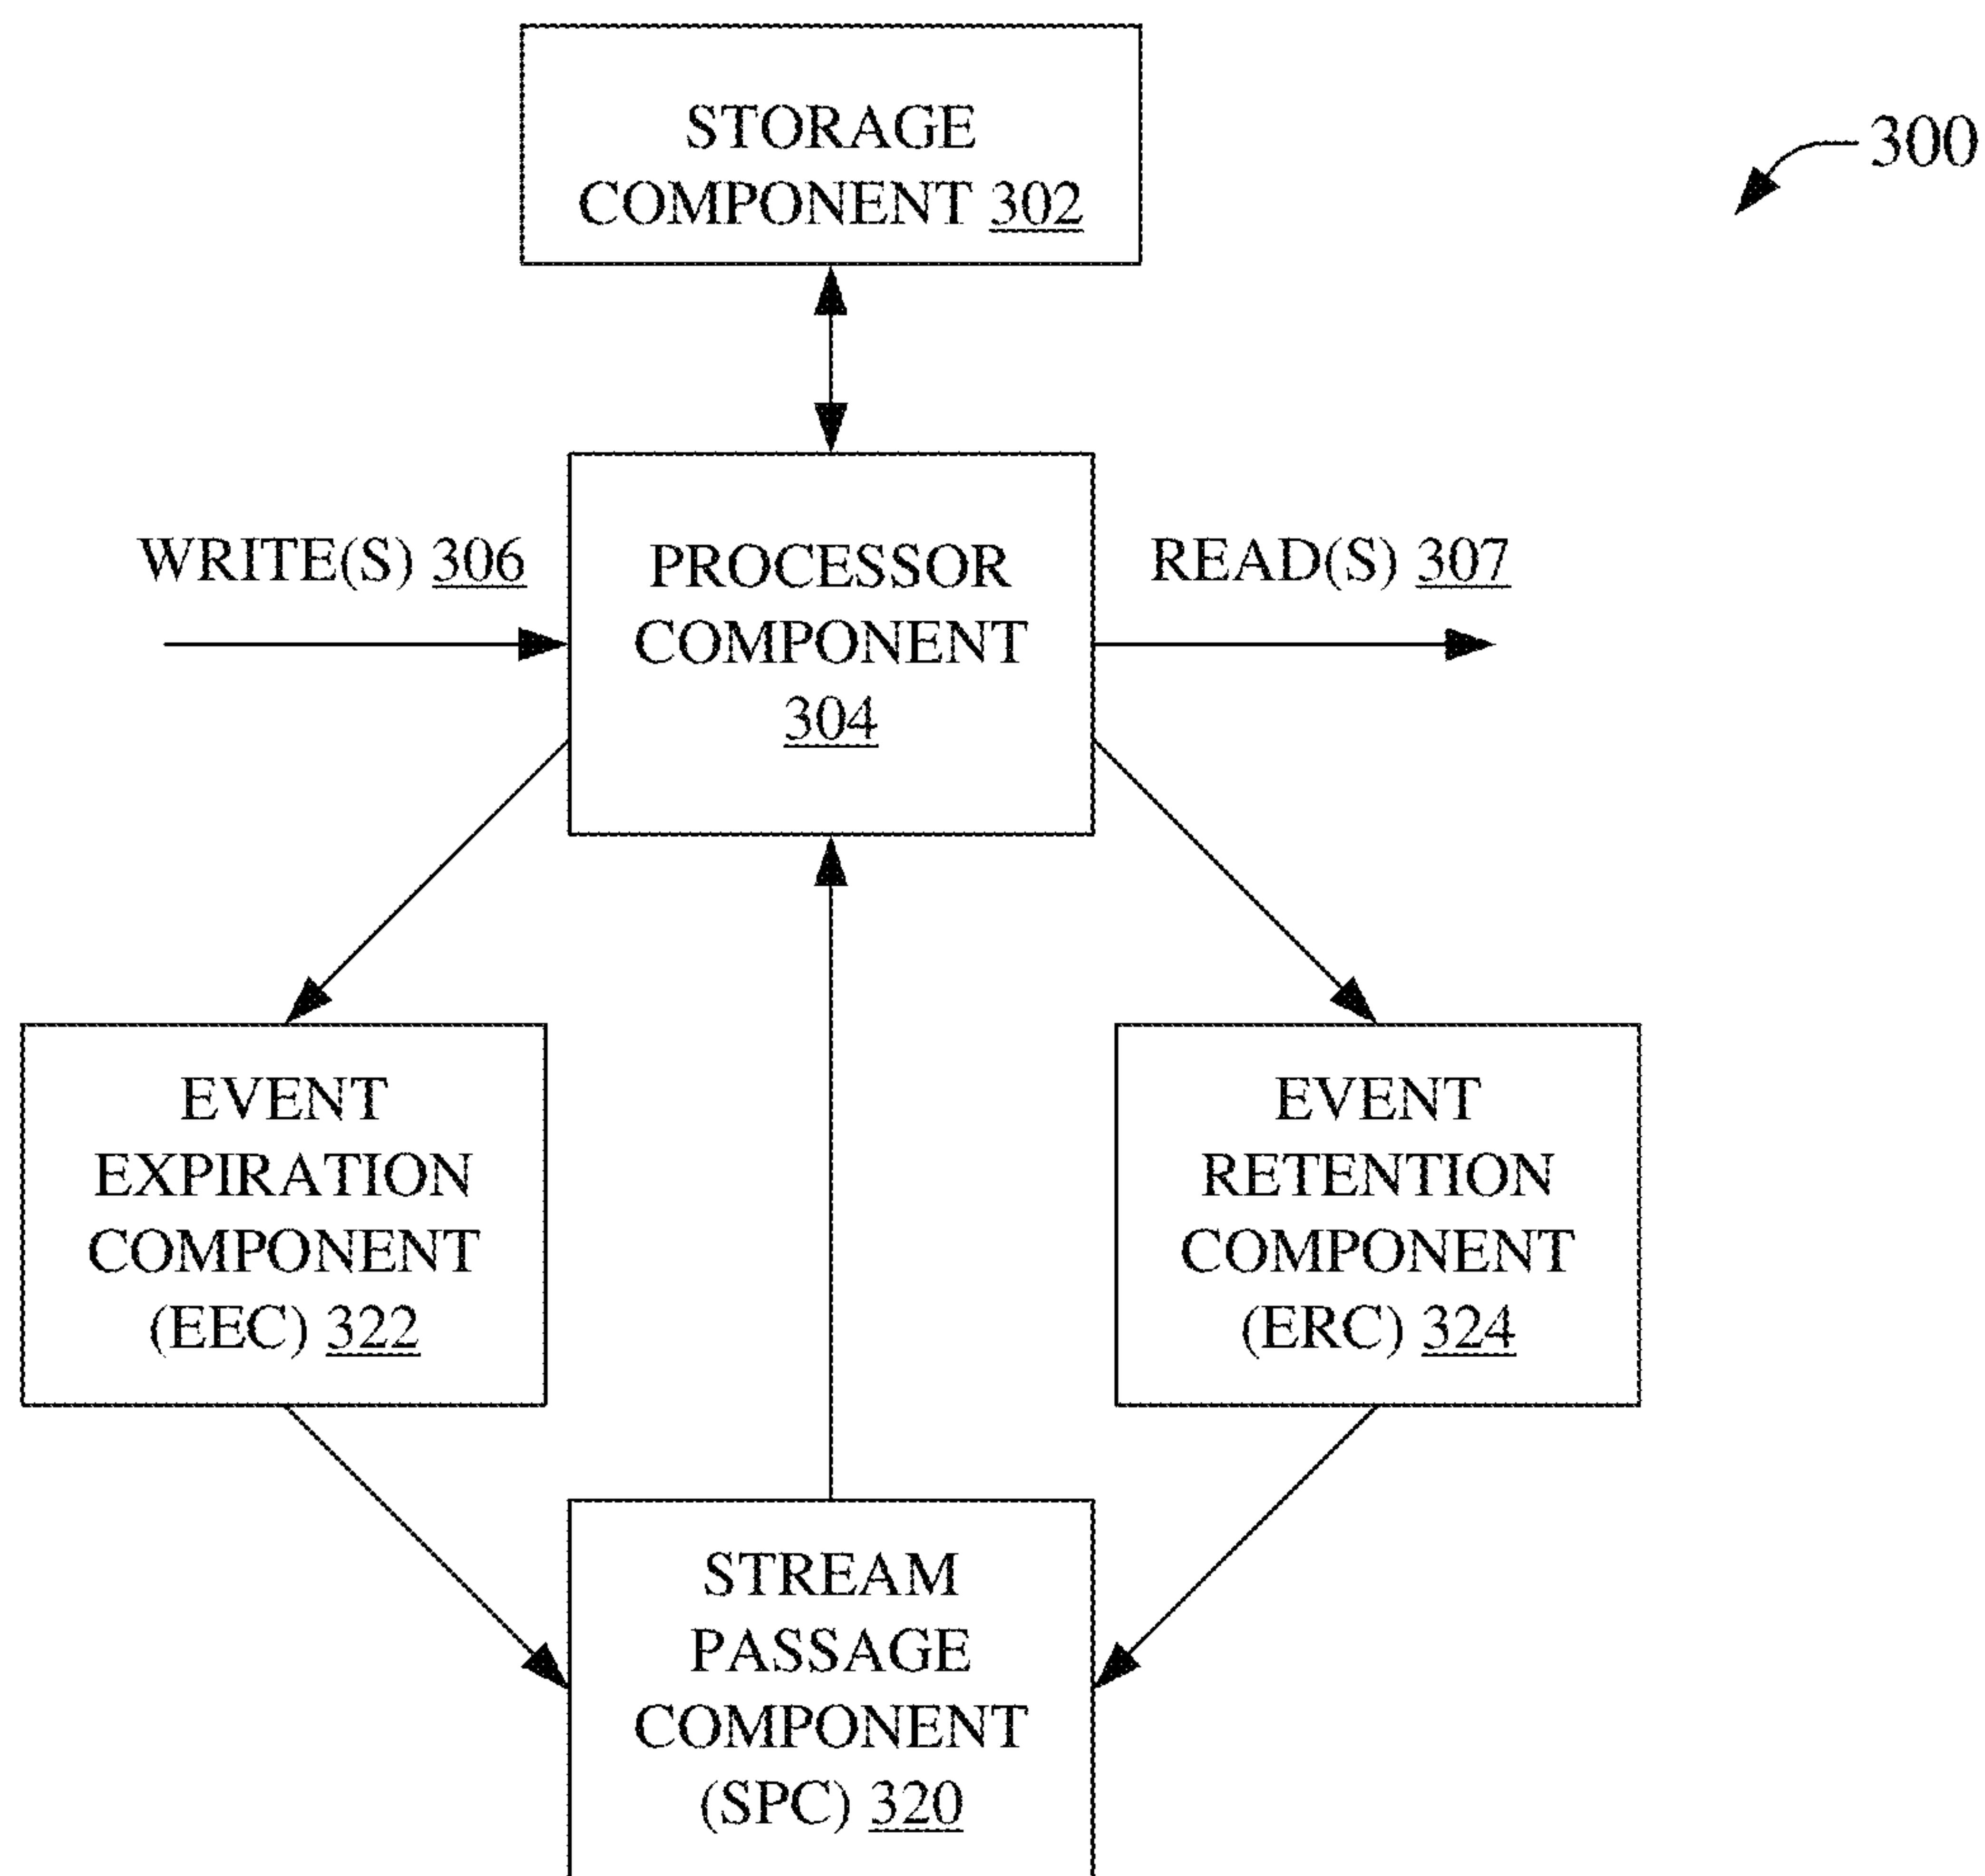 STORAGE
COMPONENT 302
300
WRITE(S) 306
PROCESSOR
COMPONENT
304
READ(S) 307
EVENT
EXPIRATION
COMPONENT
(EEC) 322
EVENT
RETENTION
COMPONENT
(ERC) 324
STREAM
PASSAGE
COMPONENT
(SPC) 320